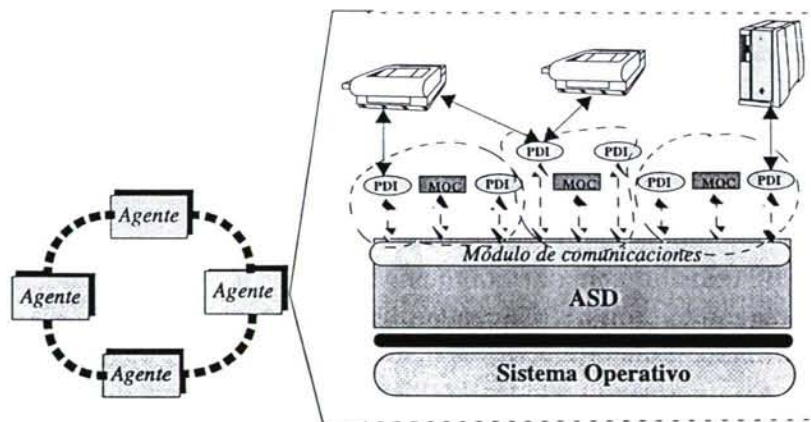 PDI
PDI
PDI
MOC
PDI
MOC
PDI
MOC
PDI
Agente
Módulo de comunicaciones
Agente
Agente
ASD
Agente
Sistema Operativo